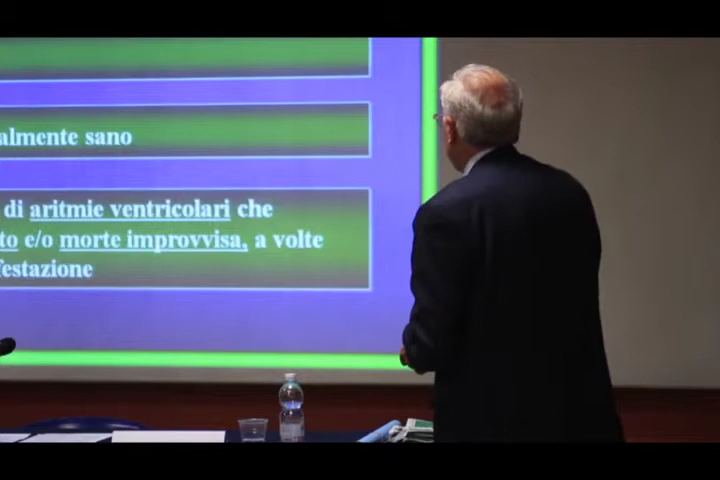 almente sano
di aritmie ventricolari che
to e/o morte improvvisa, a volte
festazione